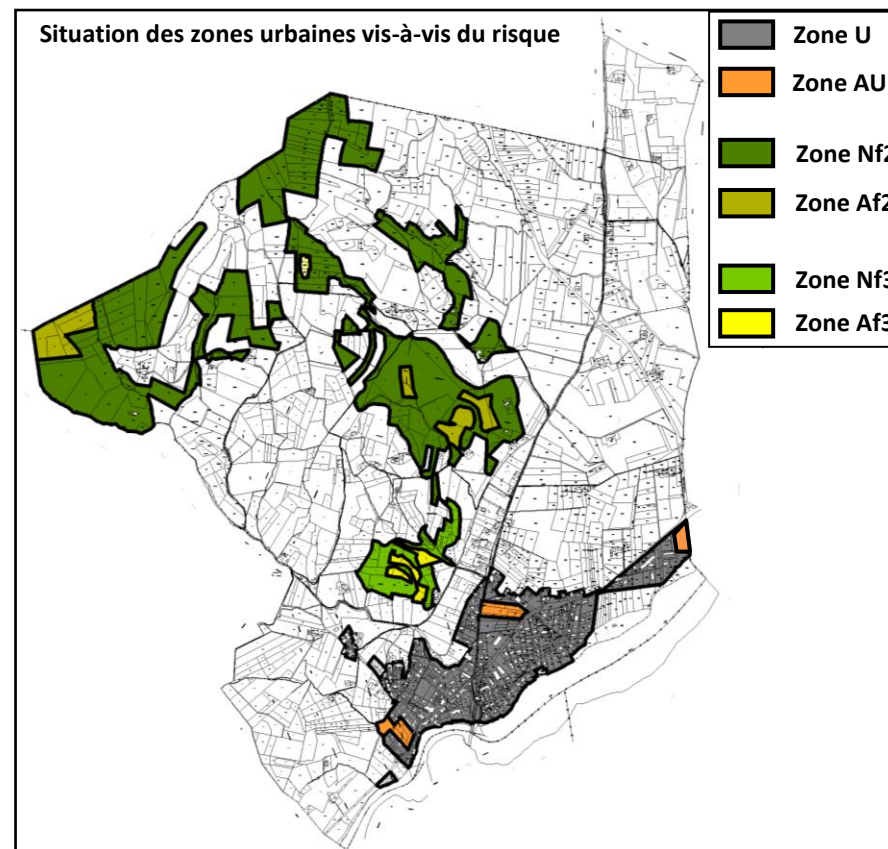 Situation des zones urbaines vis-à-vis du risque
Zone U
Zone AU
Zone Nf2
Zone Af2
Zone Nf3
Zone Af3